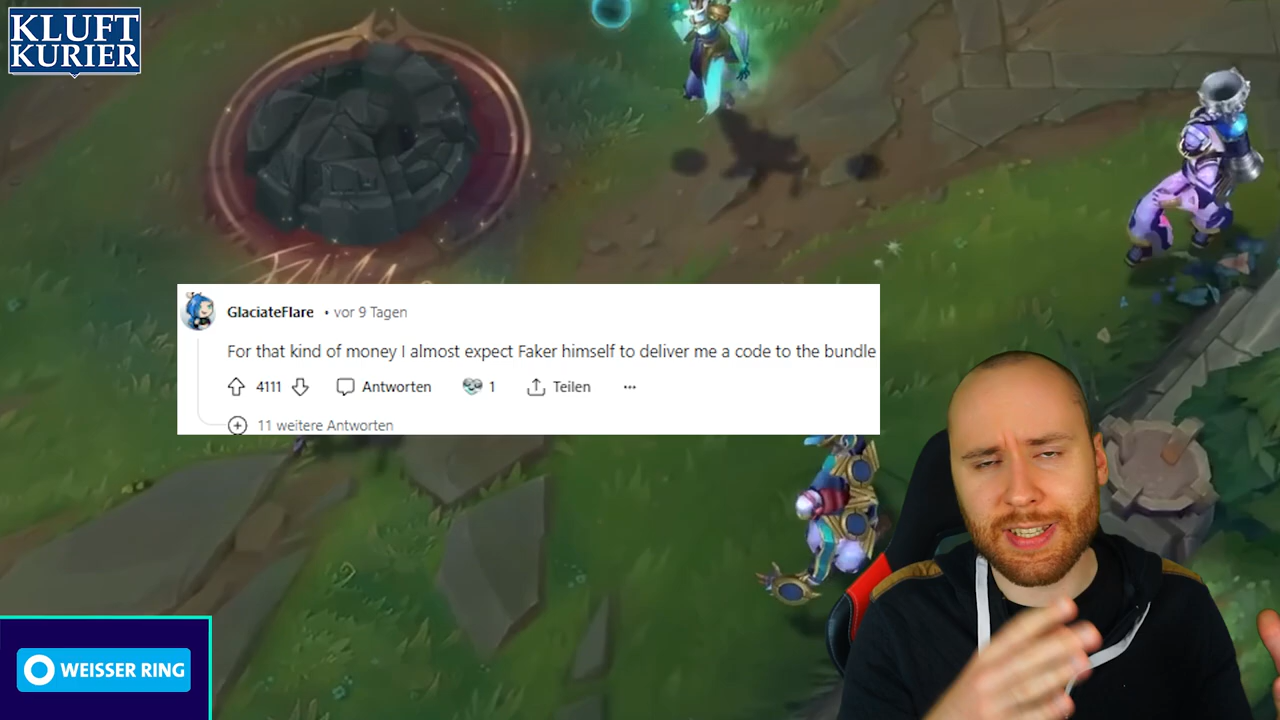 KLUFT
KURIER
GlaciateFlare • vor 9 Tagen
For that kind of money I almost expect Faker himself to deliver me a code to the bundle
4111 Antworten 1 Teilen ...
11 weitere Antworten
WEISSER RING